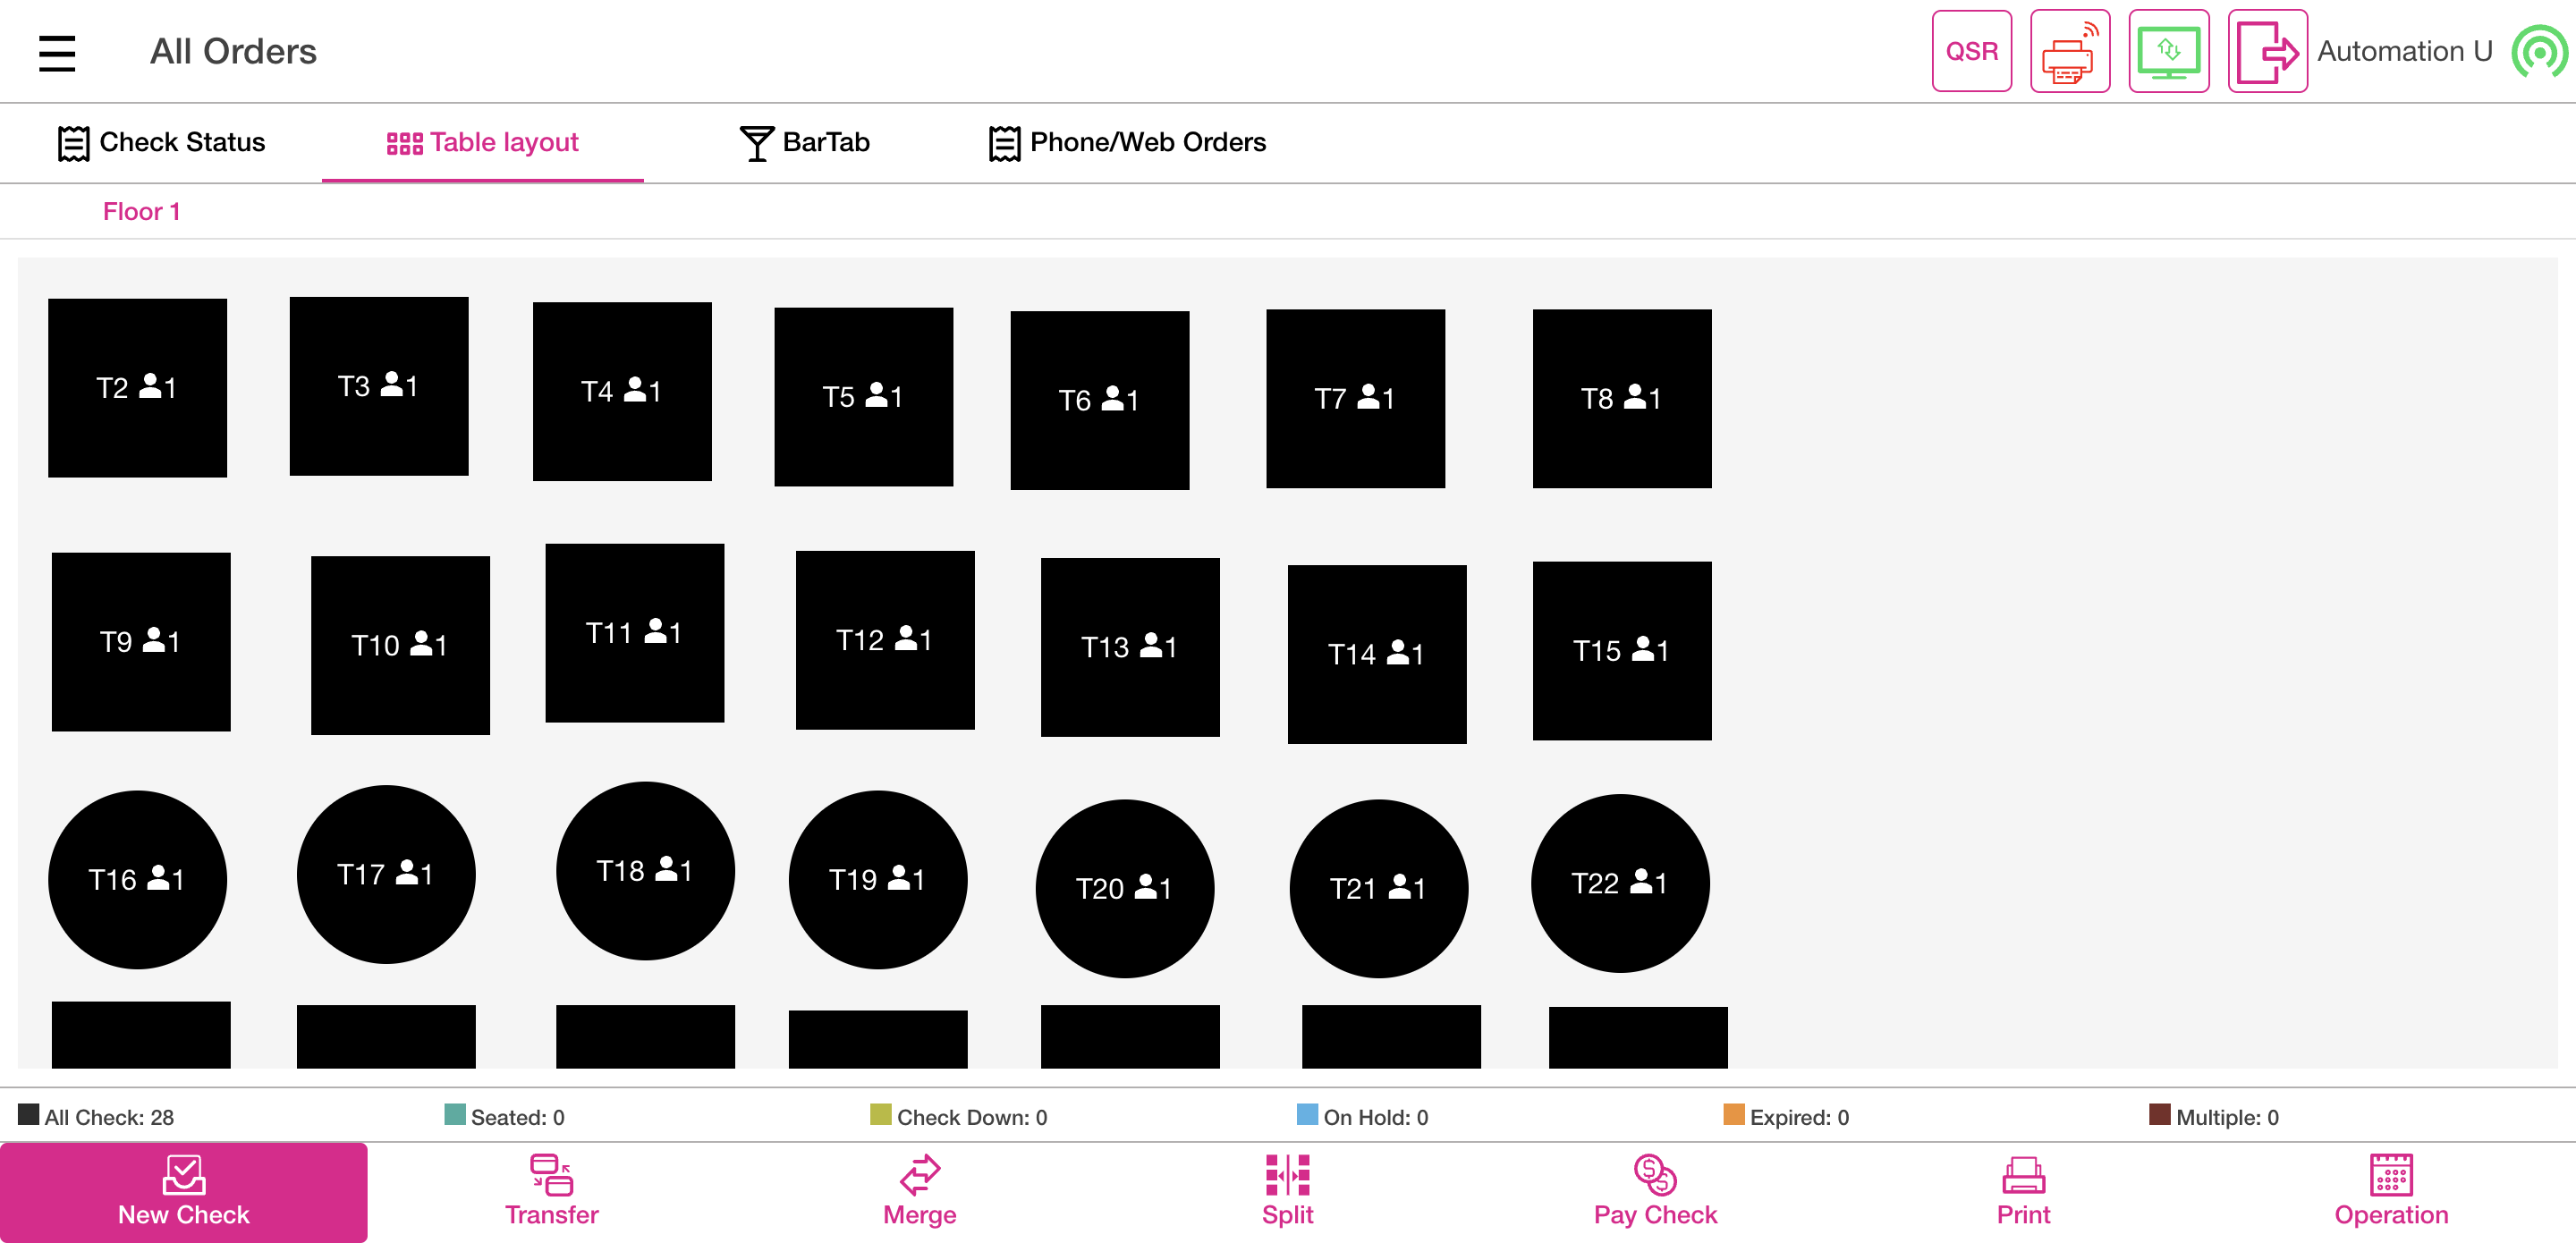 All Orders
QSR
Automation U
Check Status
Table layout
BarTab
Phone/Web Orders
Floor 1
T2 1
T3 1
T4 1
T5 1
T6 1
T7 1
T8 1
T9 1
T10 1
T11 1
T12 1
T13 1
T14 1
T15 1
T16 1
T17 1
T18 1
T19 1
T20 1
T21 1
T22 1
All Check: 28
Seated: 0
Check Down: 0
On Hold: 0
Expired: 0
Multiple: 0
New Check
Transfer
Merge
Split
Pay Check
Print
Operation